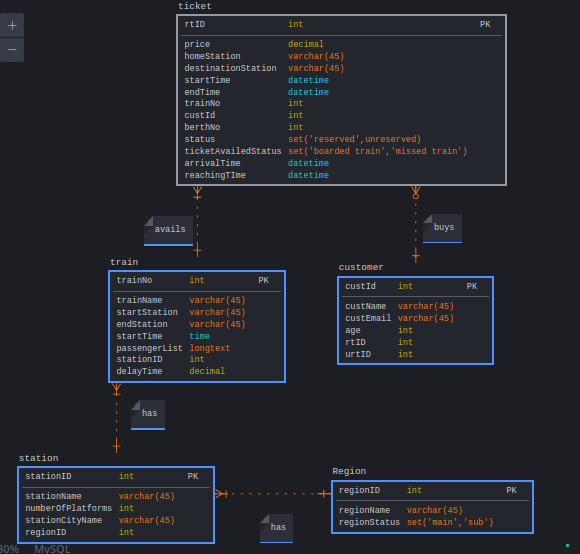 ticket
+
rtID int PK
−
price decimal
homeStation varchar(45)
destinationStation varchar(45)
startTime datetime
endTime datetime
trainNo int
custId int
berthNo int
status set('reserved',unreserved)
ticketAvailedStatus set('boarded train','missed train')
arrivalTime datetime
reachingTIme datetime
avails
buys
train
trainNo int PK
trainName varchar(45)
startStation varchar(45)
endStation varchar(45)
startTime time
passengerList longtext
stationID int
delayTime decimal
customer
custId int PK
custName varchar(45)
custEmail varchar(45)
age int
rtID int
urtID int
has
station
stationID int PK
stationName varchar(45)
numberOfPlatforms int
stationCityName varchar(45)
regionID int
Region
regionID int PK
regionName varchar(45)
regionStatus set('main','sub')
has
80% MySQL